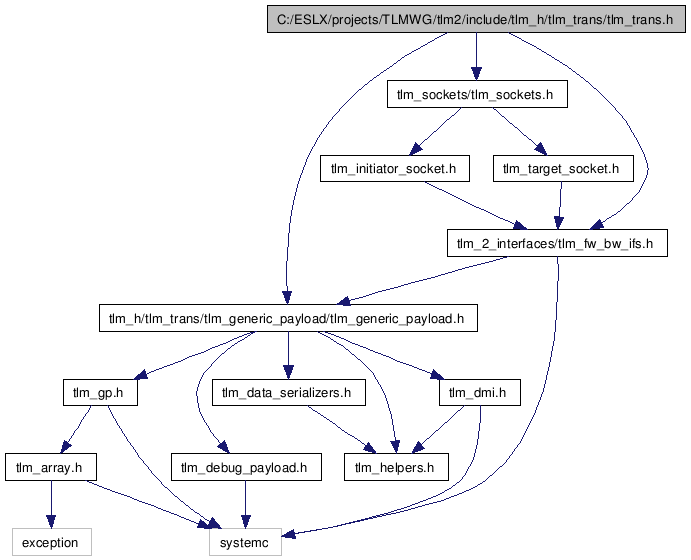 C:/ESLX/projects/TLMWG/tlm2/include/tlm_h/tlm_trans/tlm_trans.h
tlm_sockets/tlm_sockets.h
tlm_initiator_socket.h
tlm_target_socket.h
tlm_2_interfaces/tlm_fw_bw_ifs.h
tlm_h/tlm_trans/tlm_generic_payload/tlm_generic_payload.h
tlm_gp.h
tlm_data_serializers.h
tlm_dmi.h
tlm_array.h
tlm_debug_payload.h
tlm_helpers.h
exception
systemc